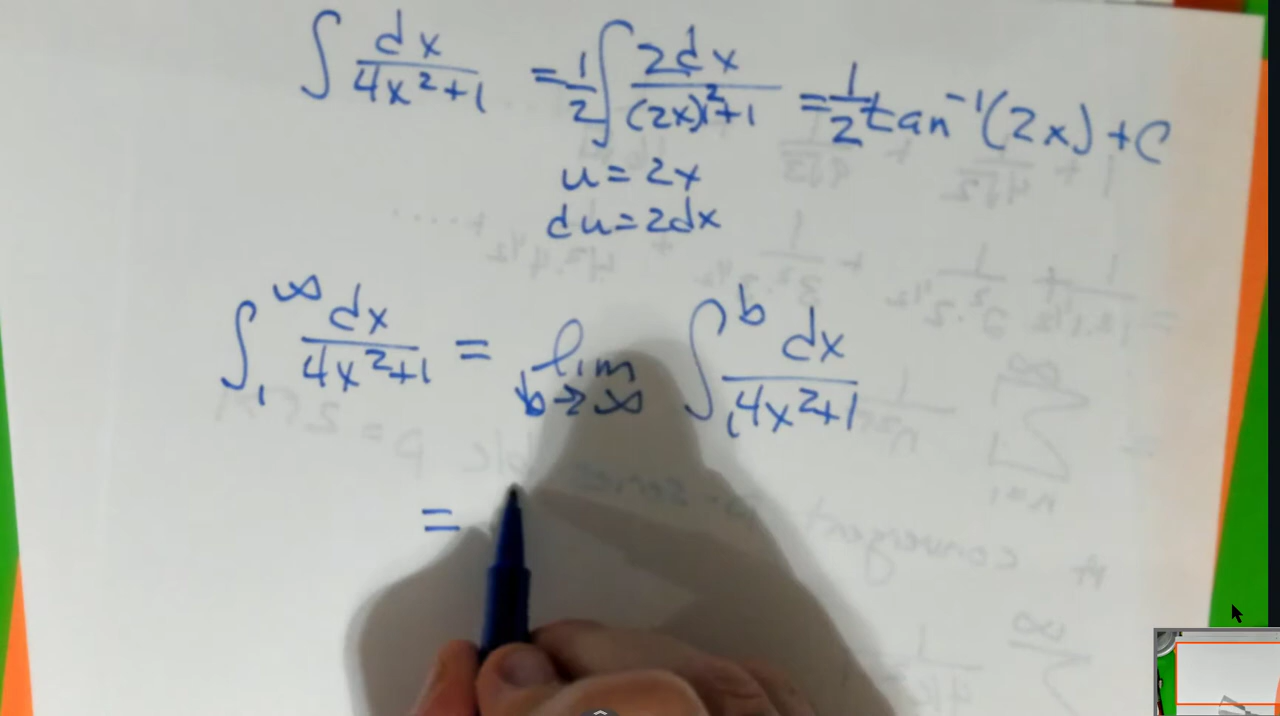 ∫ dx/(4x²+1) = 1/2 ∫ 2dx/((2x)²+1) = 1/2 tan⁻¹(2x) + C
u = 2x
du = 2dx
∫₁^∞ dx/(4x²+1) = lim b→∞ ∫₁^b dx/(4x²+1)
=